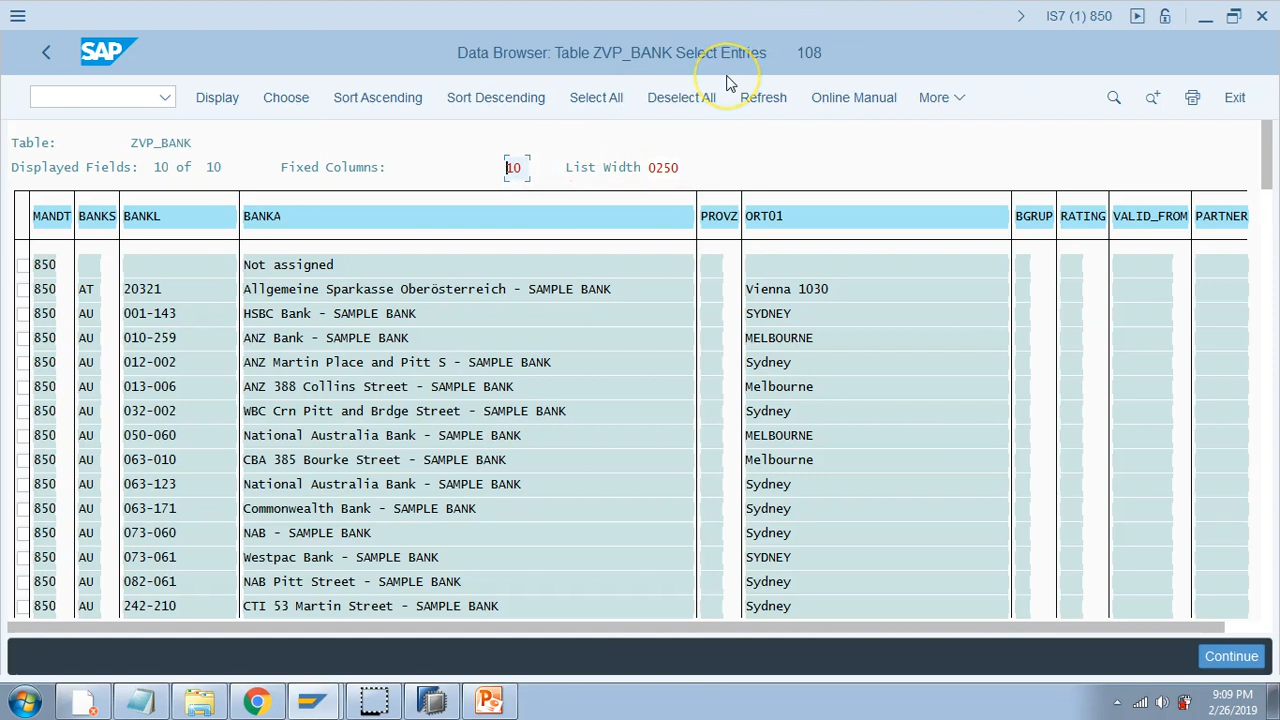 IS7 (1) 850
SAP Data Browser: Table ZVP_BANK Select Entries 108
Display Choose Sort Ascending Sort Descending Select All Deselect All Refresh Online Manual More Exit
Table: ZVP_BANK
Displayed Fields: 10 of 10 Fixed Columns: 10 List Width 0250
MANDT BANKS BANKL BANKA PROVZ ORT01 BGRUP RATING VALID_FROM PARTNER
850 Not assigned
850 AT 20321 Allgemeine Sparkasse Oberösterreich - SAMPLE BANK Vienna 1030
850 AU 001-143 HSBC Bank - SAMPLE BANK SYDNEY
850 AU 010-259 ANZ Bank - SAMPLE BANK MELBOURNE
850 AU 012-002 ANZ Martin Place and Pitt S - SAMPLE BANK Sydney
850 AU 013-006 ANZ 388 Collins Street - SAMPLE BANK Melbourne
850 AU 032-002 WBC Crn Pitt and Brdge Street - SAMPLE BANK Sydney
850 AU 050-060 National Australia Bank - SAMPLE BANK MELBOURNE
850 AU 063-010 CBA 385 Bourke Street - SAMPLE BANK Melbourne
850 AU 063-123 National Australia Bank - SAMPLE BANK Sydney
850 AU 063-171 Commonwealth Bank - SAMPLE BANK Sydney
850 AU 073-060 NAB - SAMPLE BANK Sydney
850 AU 073-061 Westpac Bank - SAMPLE BANK SYDNEY
850 AU 082-061 NAB Pitt Street - SAMPLE BANK Sydney
850 AU 242-210 CTI 53 Martin Street - SAMPLE BANK Sydney
Continue
9:09 PM
2/26/2019